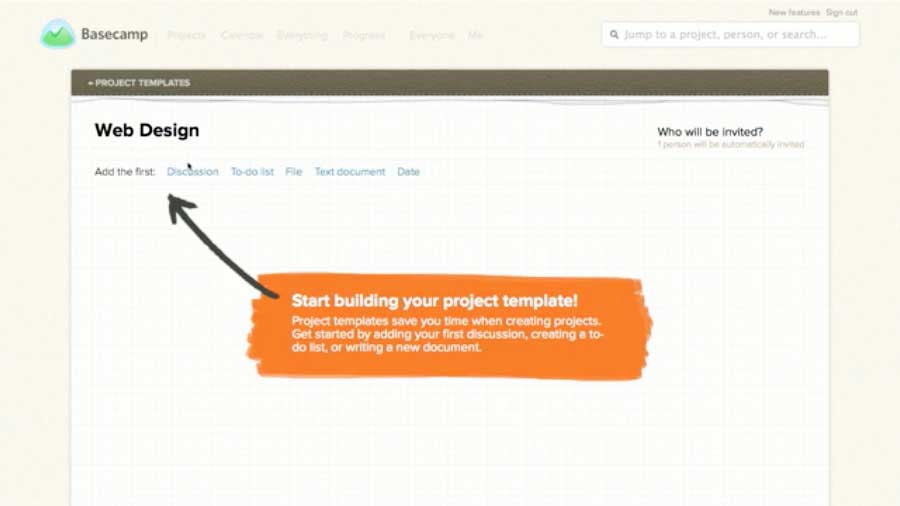 New features Sign out
Basecamp Projects Calendar Everything Progress Everyone Me
Jump to a project, person, or search...
PROJECT TEMPLATES
Web Design
Who will be invited?
1 person will be automatically invited
Add the first: Discussion To-do list File Text document Date
Start building your project template!
Project templates save you time when creating projects.
Get started by adding your first discussion, creating a to-
do list, or writing a new document.